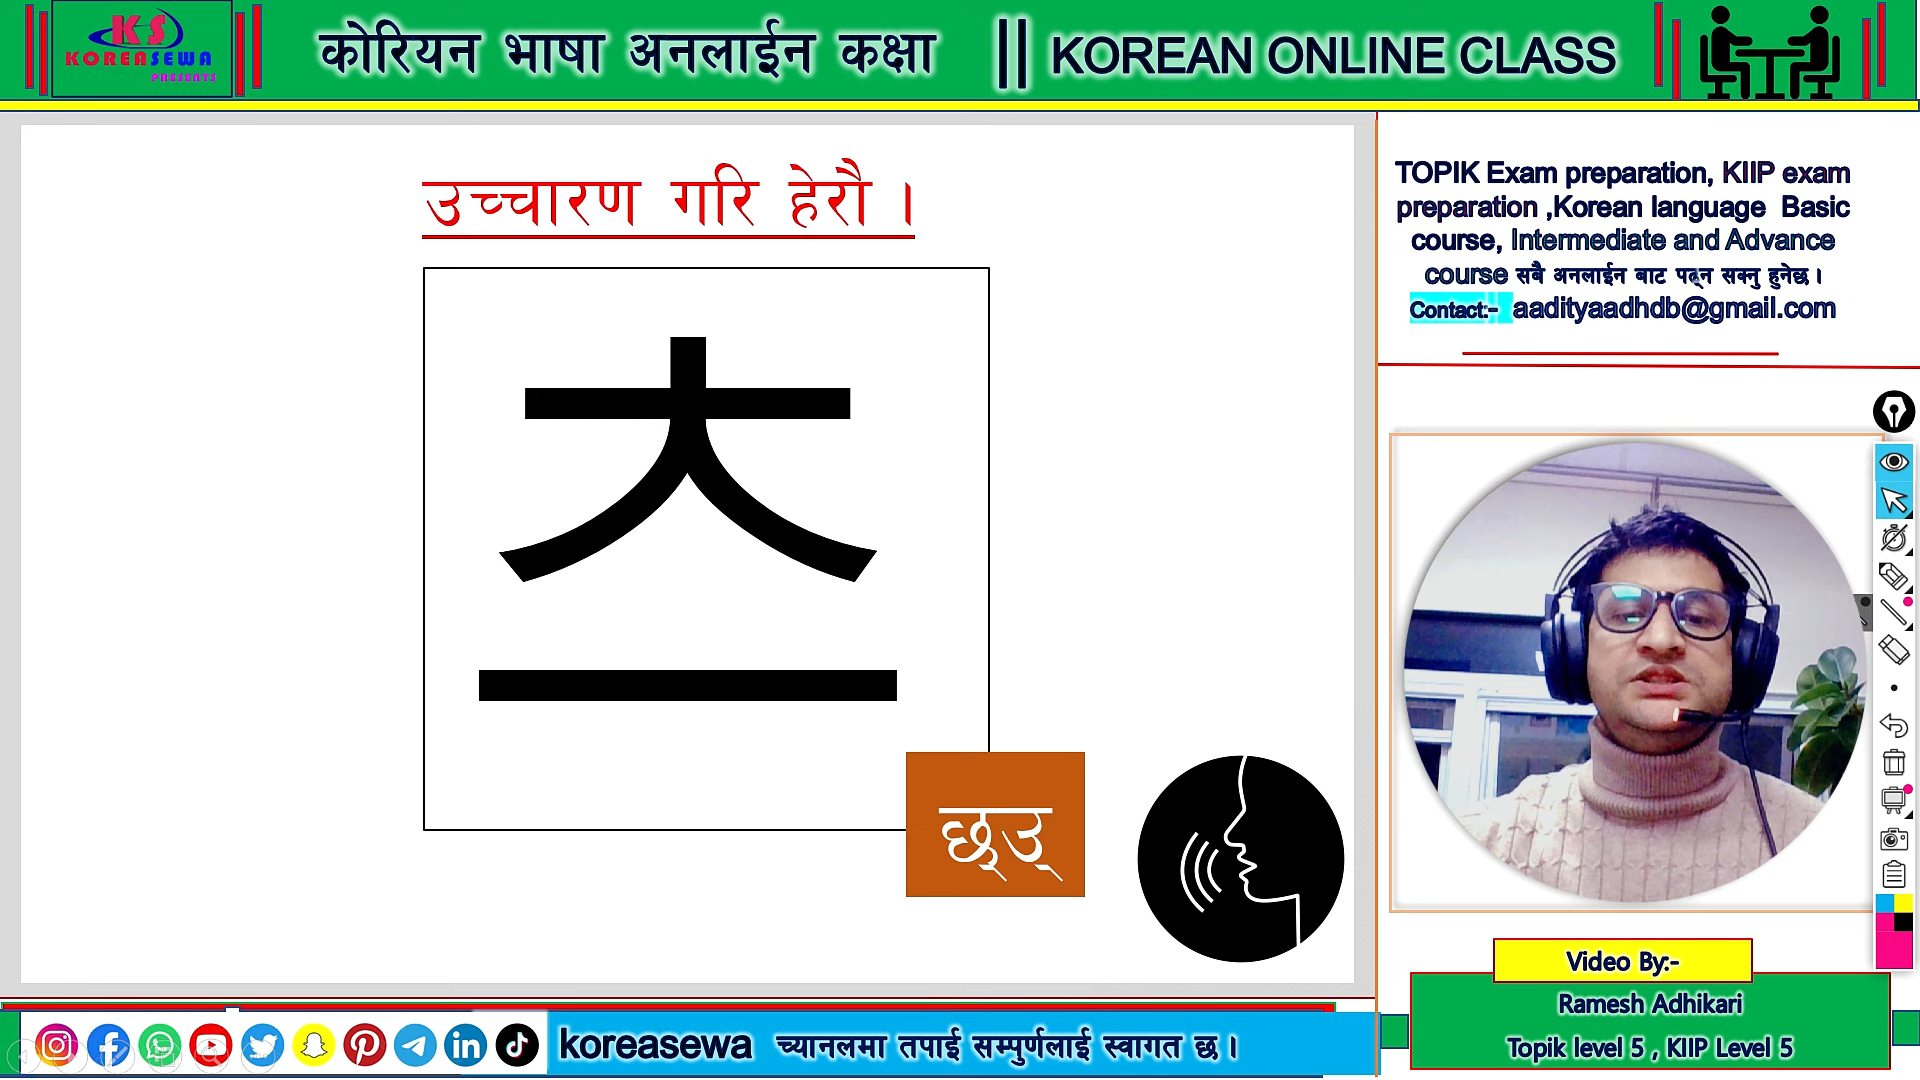 KS
KOREASEWA
PRESENTS
कोरियन भाषा अनलाईन कक्षा || KOREAN ONLINE CLASS
उच्चारण गरि हेरौ ।
츠
छ्उ्
TOPIK Exam preparation, KIIP exam
preparation ,Korean language Basic
course, Intermediate and Advance
course सबै अनलाईन बाट पढ्न सक्नु हुनेछ।
Contact:- aadityaadhdb@gmail.com
Video By:-
Ramesh Adhikari
Topik level 5 , KIIP Level 5
koreasewa च्यानलमा तपाई सम्पुर्णलाई स्वागत छ ।